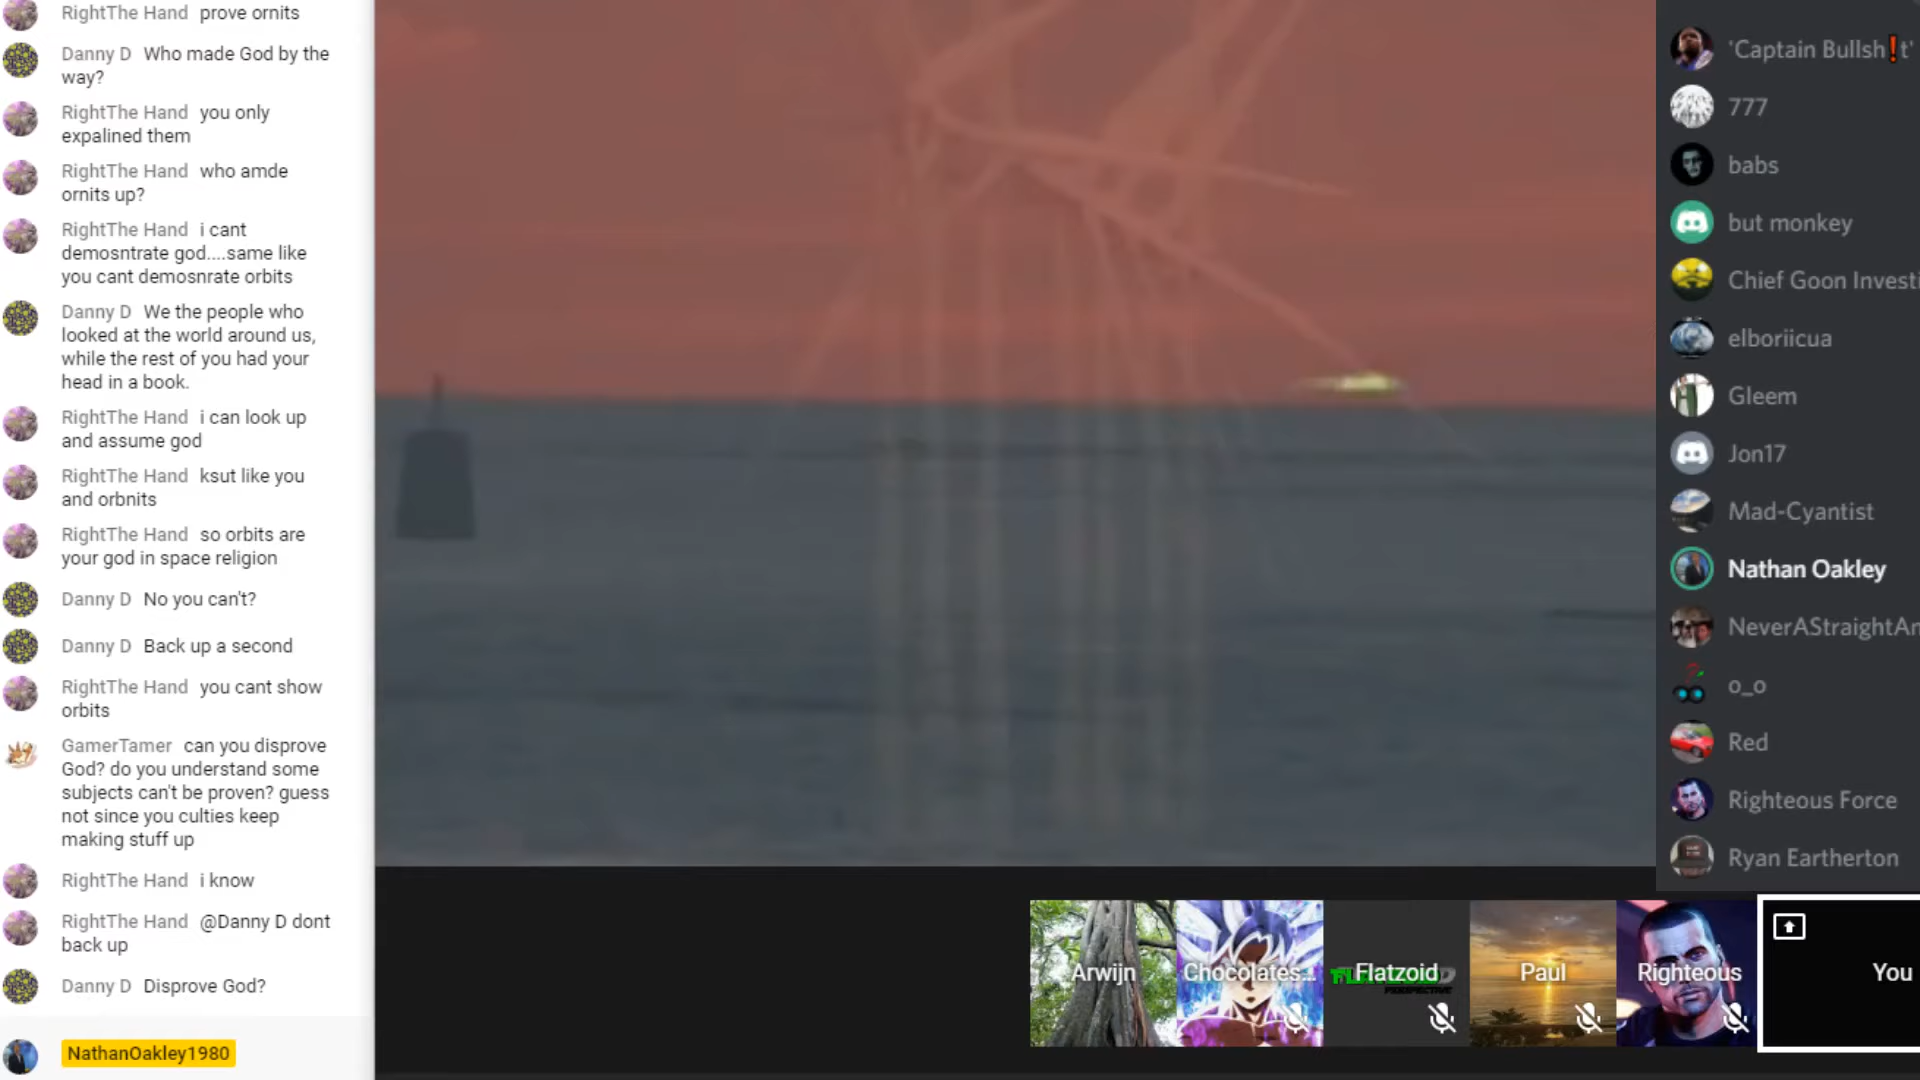 RightThe Hand prove ornits
Danny D Who made God by the
way?
RightThe Hand you only
expalined them
RightThe Hand who amde
ornits up?
RightThe Hand i cant
demosntrate god....same like
you cant demosnrate orbits
Danny D We the people who
looked at the world around us,
while the rest of you had your
head in a book.
RightThe Hand i can look up
and assume god
RightThe Hand ksut like you
and orbnits
RightThe Hand so orbits are
your god in space religion
Danny D No you can't?
Danny D Back up a second
RightThe Hand you cant show
orbits
GamerTamer can you disprove
God? do you understand some
subjects can't be proven? guess
not since you culties keep
making stuff up
RightThe Hand i know
RightThe Hand @Danny D dont
back up
Danny D Disprove God?
NathanOakley1980
'Captain Bullsh❗t'
777
babs
but monkey
Chief Goon Investi
elboriicua
Gleem
Jon17
Mad-Cyantist
Nathan Oakley
NeverAStraightAn
o_o
Red
Righteous Force
Ryan Eartherton
Arwijn
Chocolates...
Flatzoid
PERSPECTIVE
Paul
Righteous
You